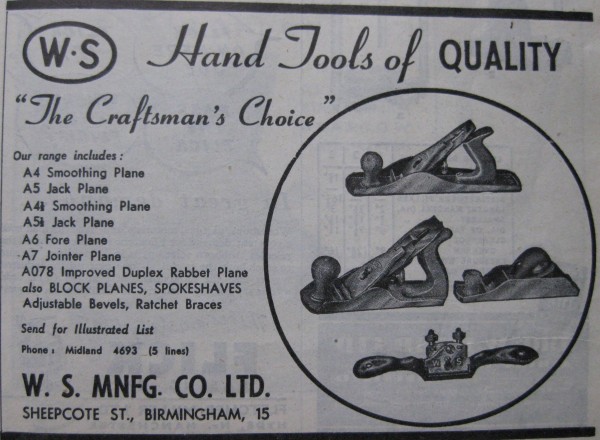 W·S Hand Tools of QUALITY
"The Craftsman's Choice"
Our range includes:
A4 Smoothing Plane
A5 Jack Plane
A4½ Smoothing Plane
A5½ Jack Plane
A6 Fore Plane
A7 Jointer Plane
A078 Improved Duplex Rabbet Plane
also BLOCK PLANES, SPOKESHAVES
Adjustable Bevels, Ratchet Braces
Send for Illustrated List
Phone: Midland 4693 (5 lines)
W. S. MNFG. CO. LTD.
SHEEPCOTE ST., BIRMINGHAM, 15